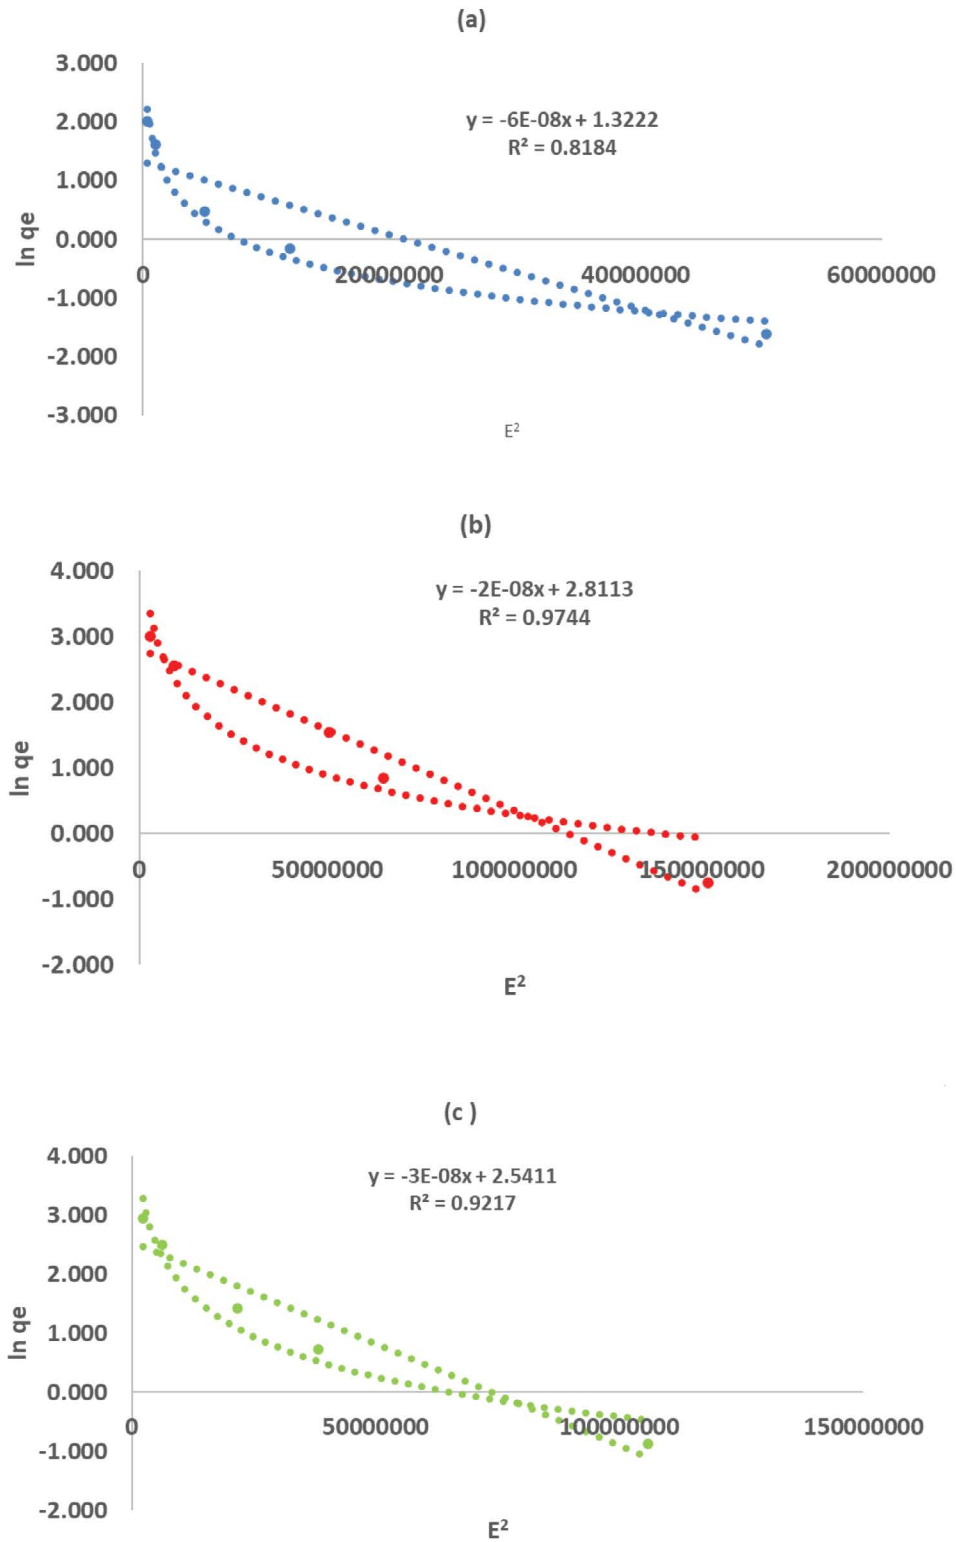 (a)
3.000
2.000
1.000
0.000
-1.000
-2.000
-3.000
ln qe
y = -6E-08x + 1.3222
R² = 0.8184
0 20000000 40000000 60000000
E²
(b)
4.000
3.000
2.000
1.000
0.000
-1.000
-2.000
ln qe
y = -2E-08x + 2.8113
R² = 0.9744
0 50000000 100000000 150000000 200000000
E²
(c )
4.000
3.000
2.000
1.000
0.000
-1.000
-2.000
ln qe
y = -3E-08x + 2.5411
R² = 0.9217
0 50000000 100000000 150000000
E²